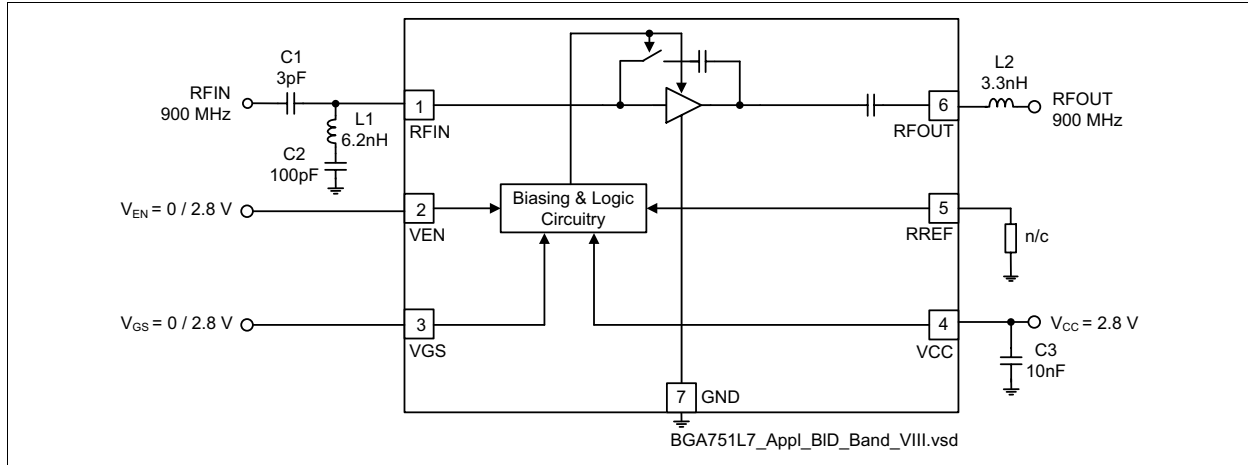 C1
3pF
RFIN
900 MHz
L1
6.2nH
C2
100pF
1
RFIN
6
RFOUT
L2
3.3nH
RFOUT
900 MHz
V_EN = 0 / 2.8 V
2
VEN
Biasing & Logic
Circuitry
5
RREF
n/c
V_GS = 0 / 2.8 V
3
VGS
4
VCC
V_CC = 2.8 V
C3
10nF
7
GND
BGA751L7_Appl_BID_Band_VIII.vsd